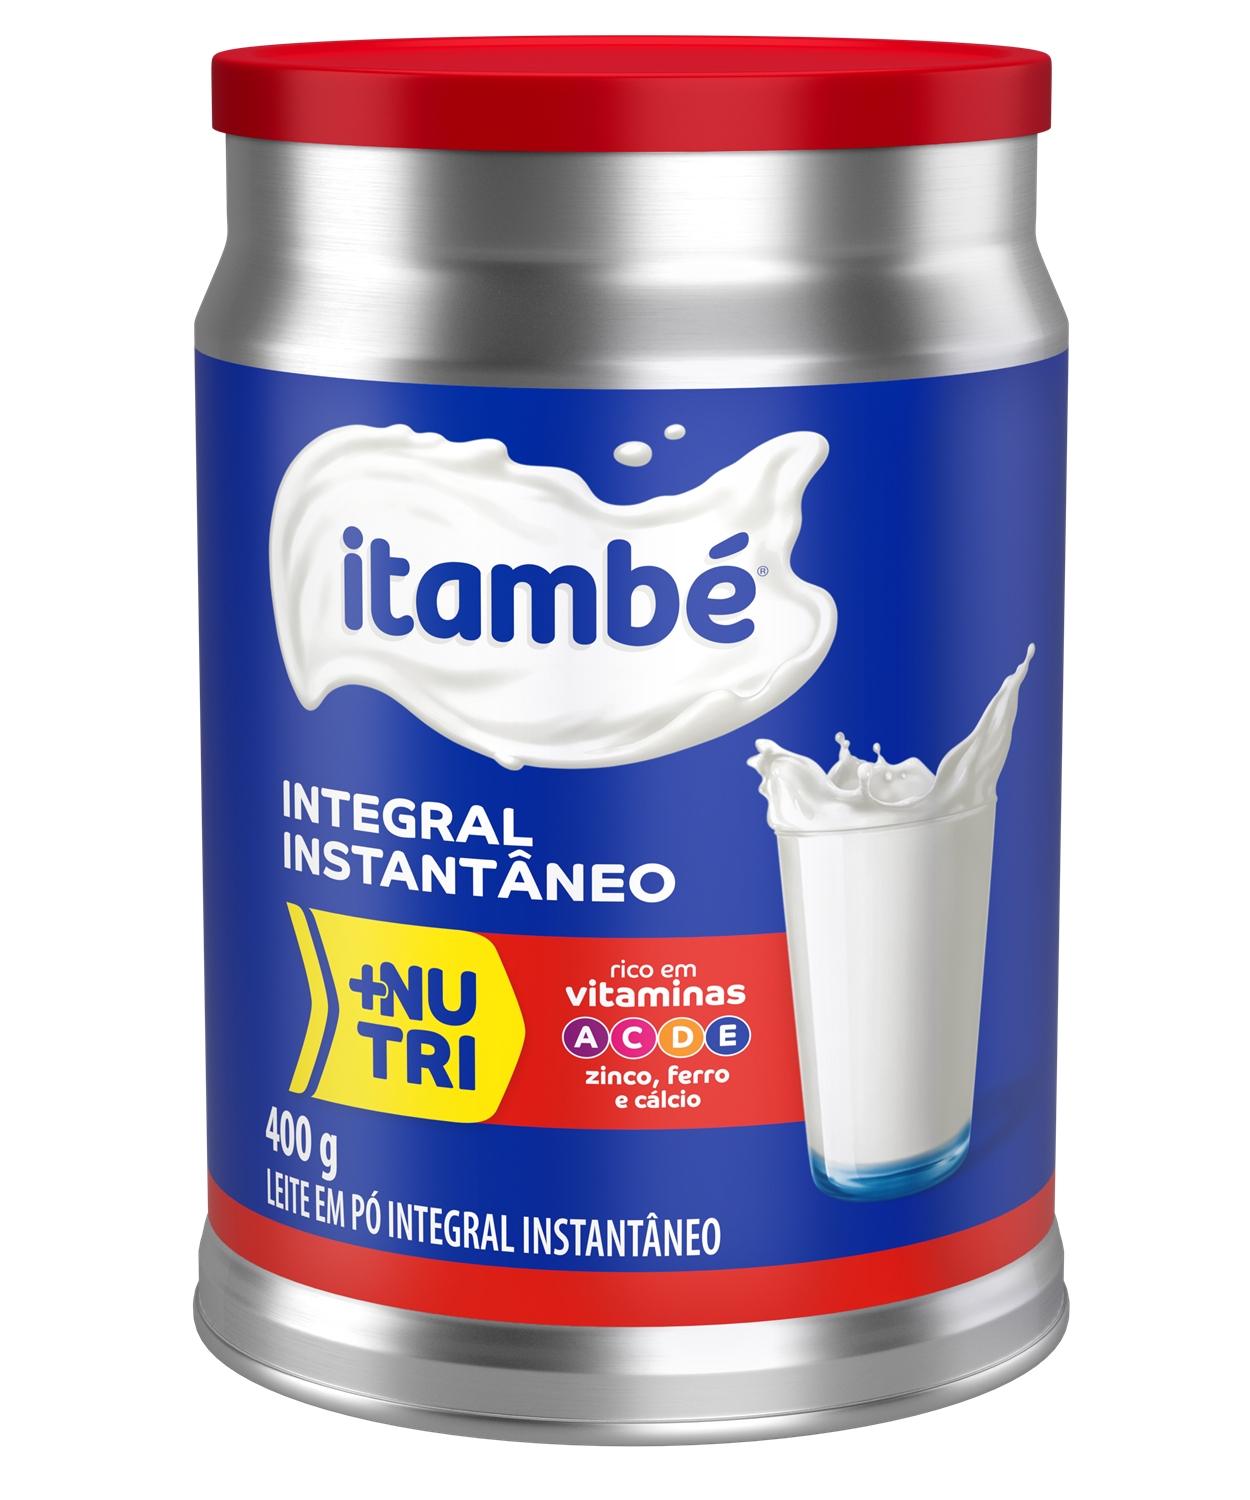 itambé®
INTEGRAL
INSTANTÂNEO
+NU
TRI
rico em
vitaminas
A C D E
zinco, ferro
e cálcio
400 g
LEITE EM PÓ INTEGRAL INSTANTÂNEO